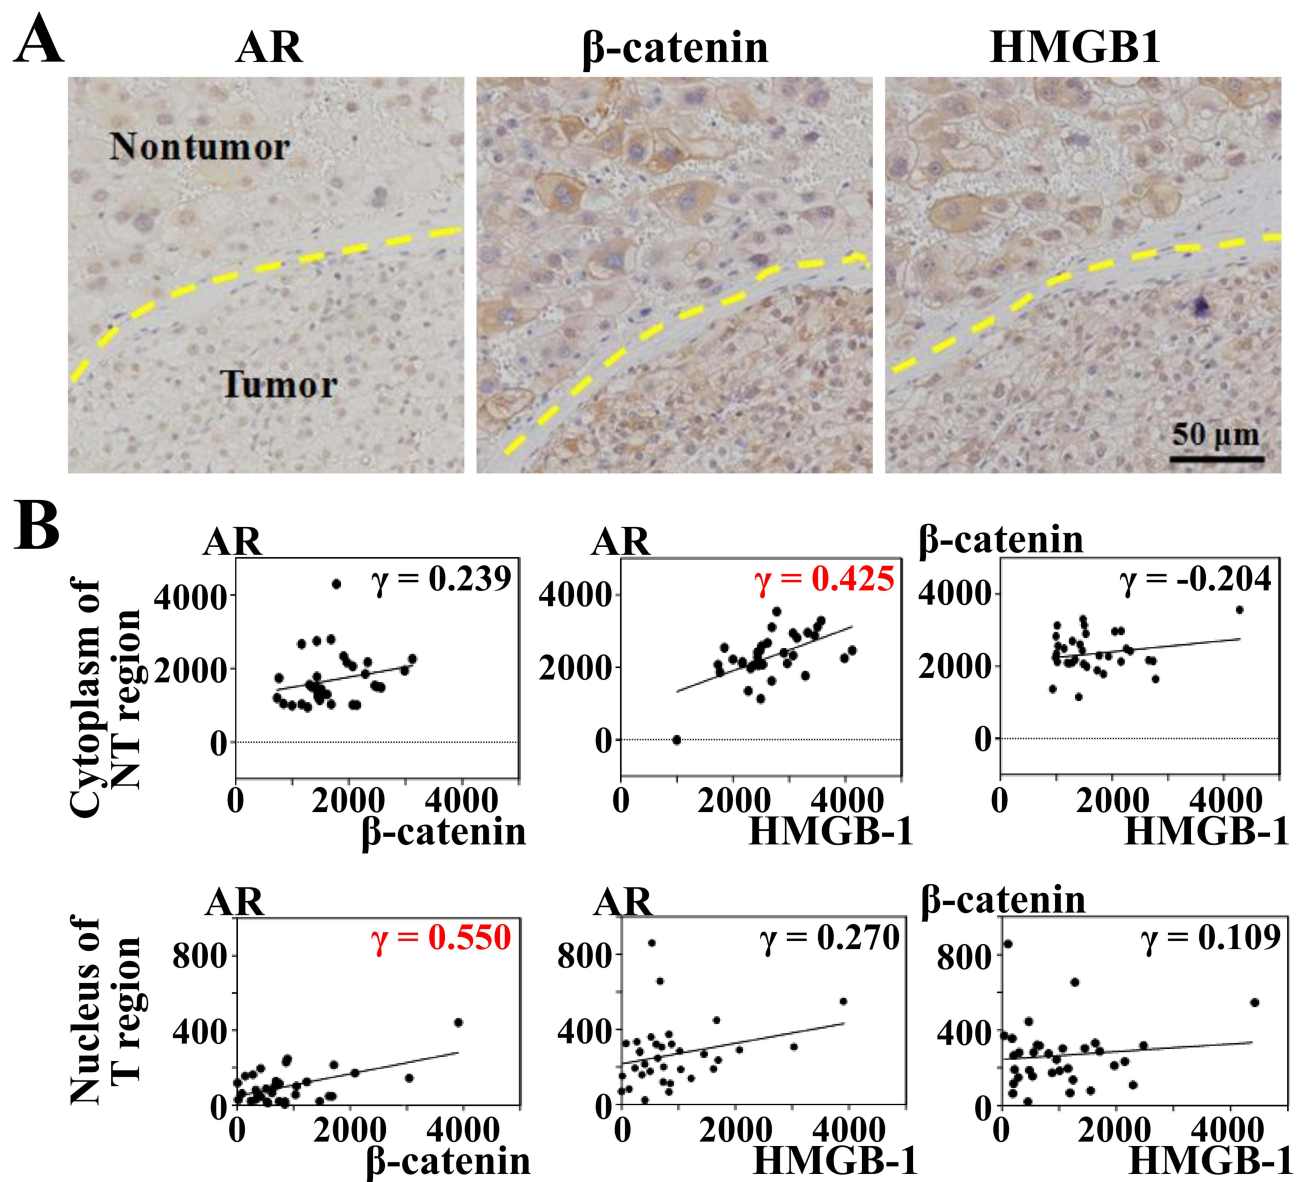 A
AR
β-catenin
HMGB1
Nontumor
Tumor
50 µm
B
Cytoplasm of
NT region
AR
γ = 0.239
4000
2000
0
0 2000 4000
β-catenin
AR
γ = 0.425
4000
2000
0
0 2000 4000
HMGB-1
β-catenin
γ = -0.204
4000
2000
0
0 2000 4000
HMGB-1
Nucleus of
T region
AR
γ = 0.550
800
400
0
0 2000 4000
β-catenin
AR
γ = 0.270
800
400
0
0 2000 4000
HMGB-1
β-catenin
γ = 0.109
800
400
0
0 2000 4000
HMGB-1